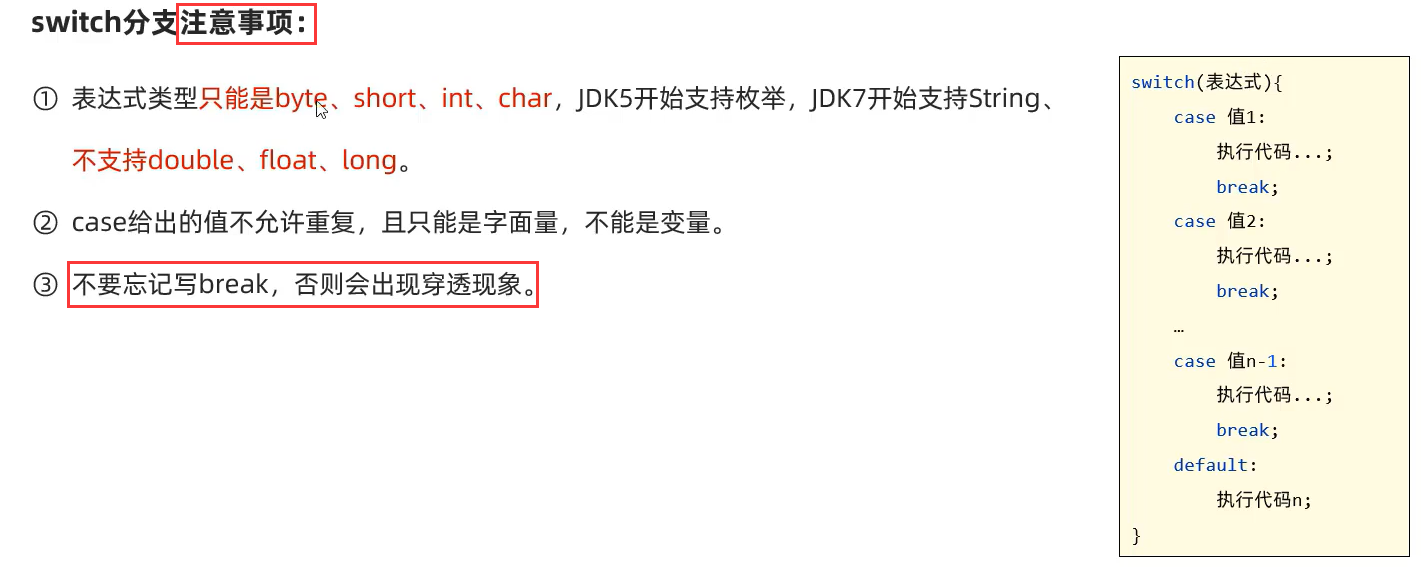 switch分支注意事项：
① 表达式类型只能是byte、short、int、char，JDK5开始支持枚举，JDK7开始支持String、
不支持double、float、long。
② case给出的值不允许重复，且只能是字面量，不能是变量。
③ 不要忘记写break，否则会出现穿透现象。
switch(表达式){
case 值1:
执行代码...;
break;
case 值2:
执行代码...;
break;
…
case 值n-1:
执行代码...;
break;
default:
执行代码n;
}